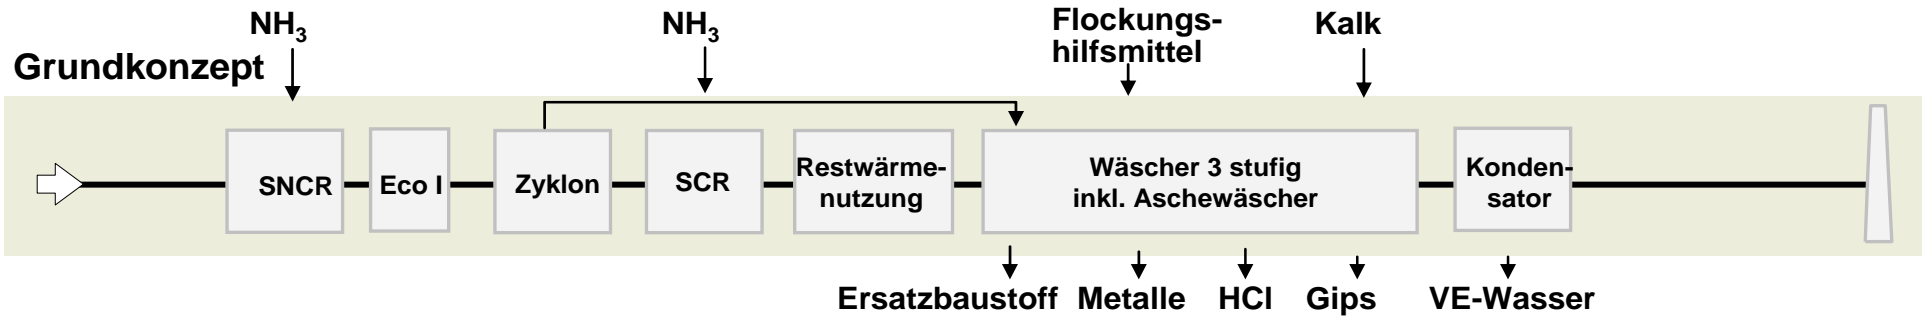 NH3
NH3
Flockungs-
hilfsmittel
Kalk
Grundkonzept
SNCR
Eco I
Zyklon
SCR
Restwärme-
nutzung
Wäscher 3 stufig
inkl. Aschewäscher
Konden-
sator
Ersatzbaustoff
Metalle
HCl
Gips
VE-Wasser